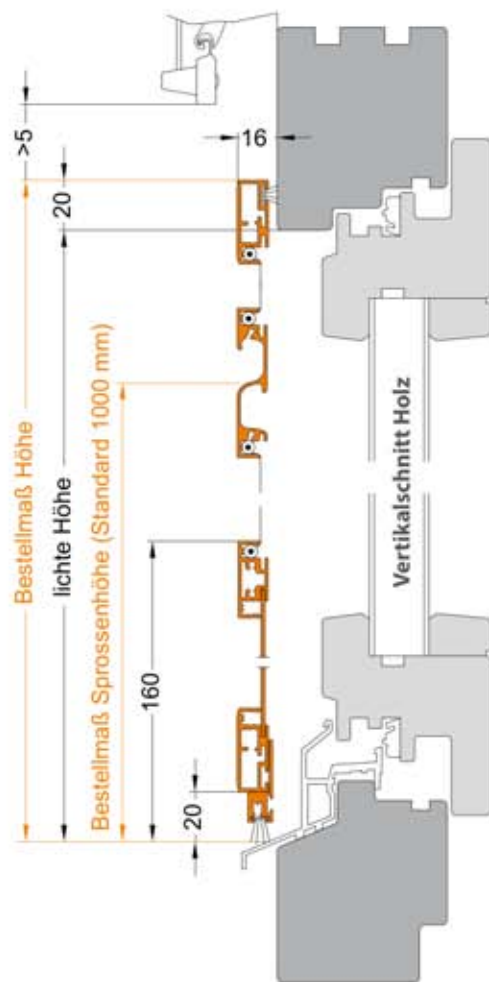 >5
16
20
Bestellmaß Höhe
lichte Höhe
Bestellmaß Sprossenhöhe (Standard 1000 mm)
Vertikalschnitt Holz
160
20